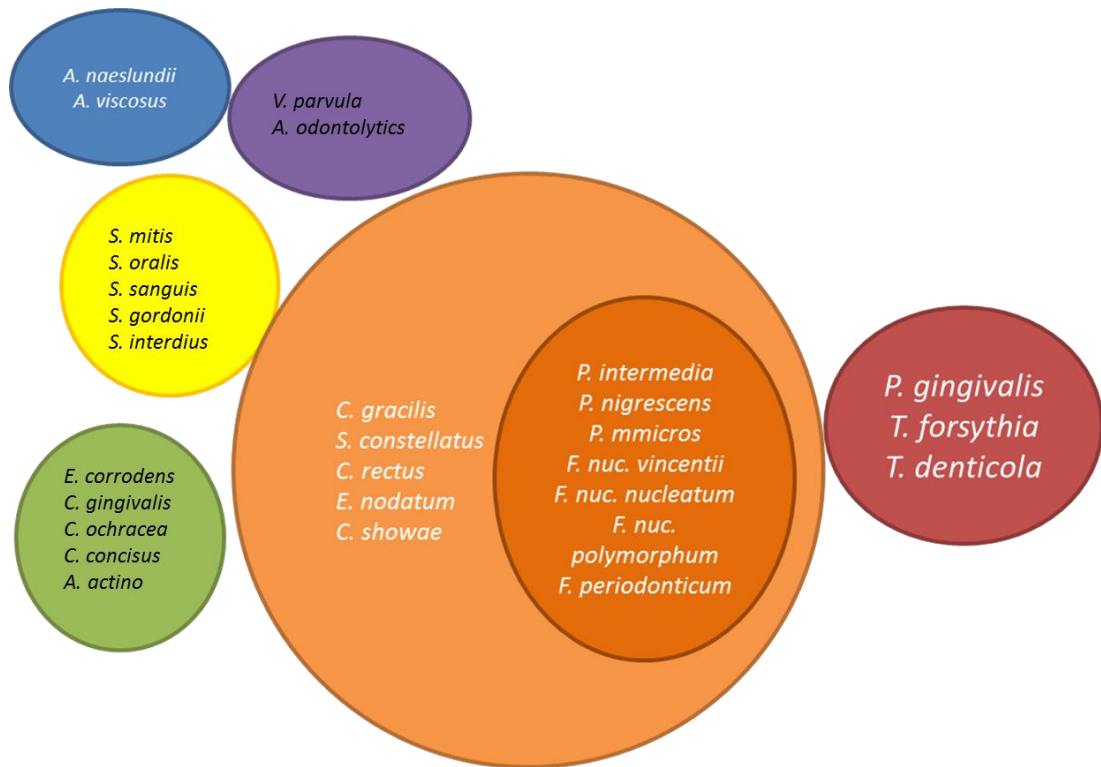 A. naeslundii
A. viscosus
V. parvula
A. odontolytics
S. mitis
S. oralis
S. sanguis
S. gordonii
S. interdius
E. corrodens
C. gingivalis
C. ochracea
C. concisus
A. actino
C. gracilis
S. constellatus
C. rectus
E. nodatum
C. showae
P. intermedia
P. nigrescens
P. mmicros
F. nuc. vincentii
F. nuc. nucleatum
F. nuc.
polymorphum
F. periodonticum
P. gingivalis
T. forsythia
T. denticola